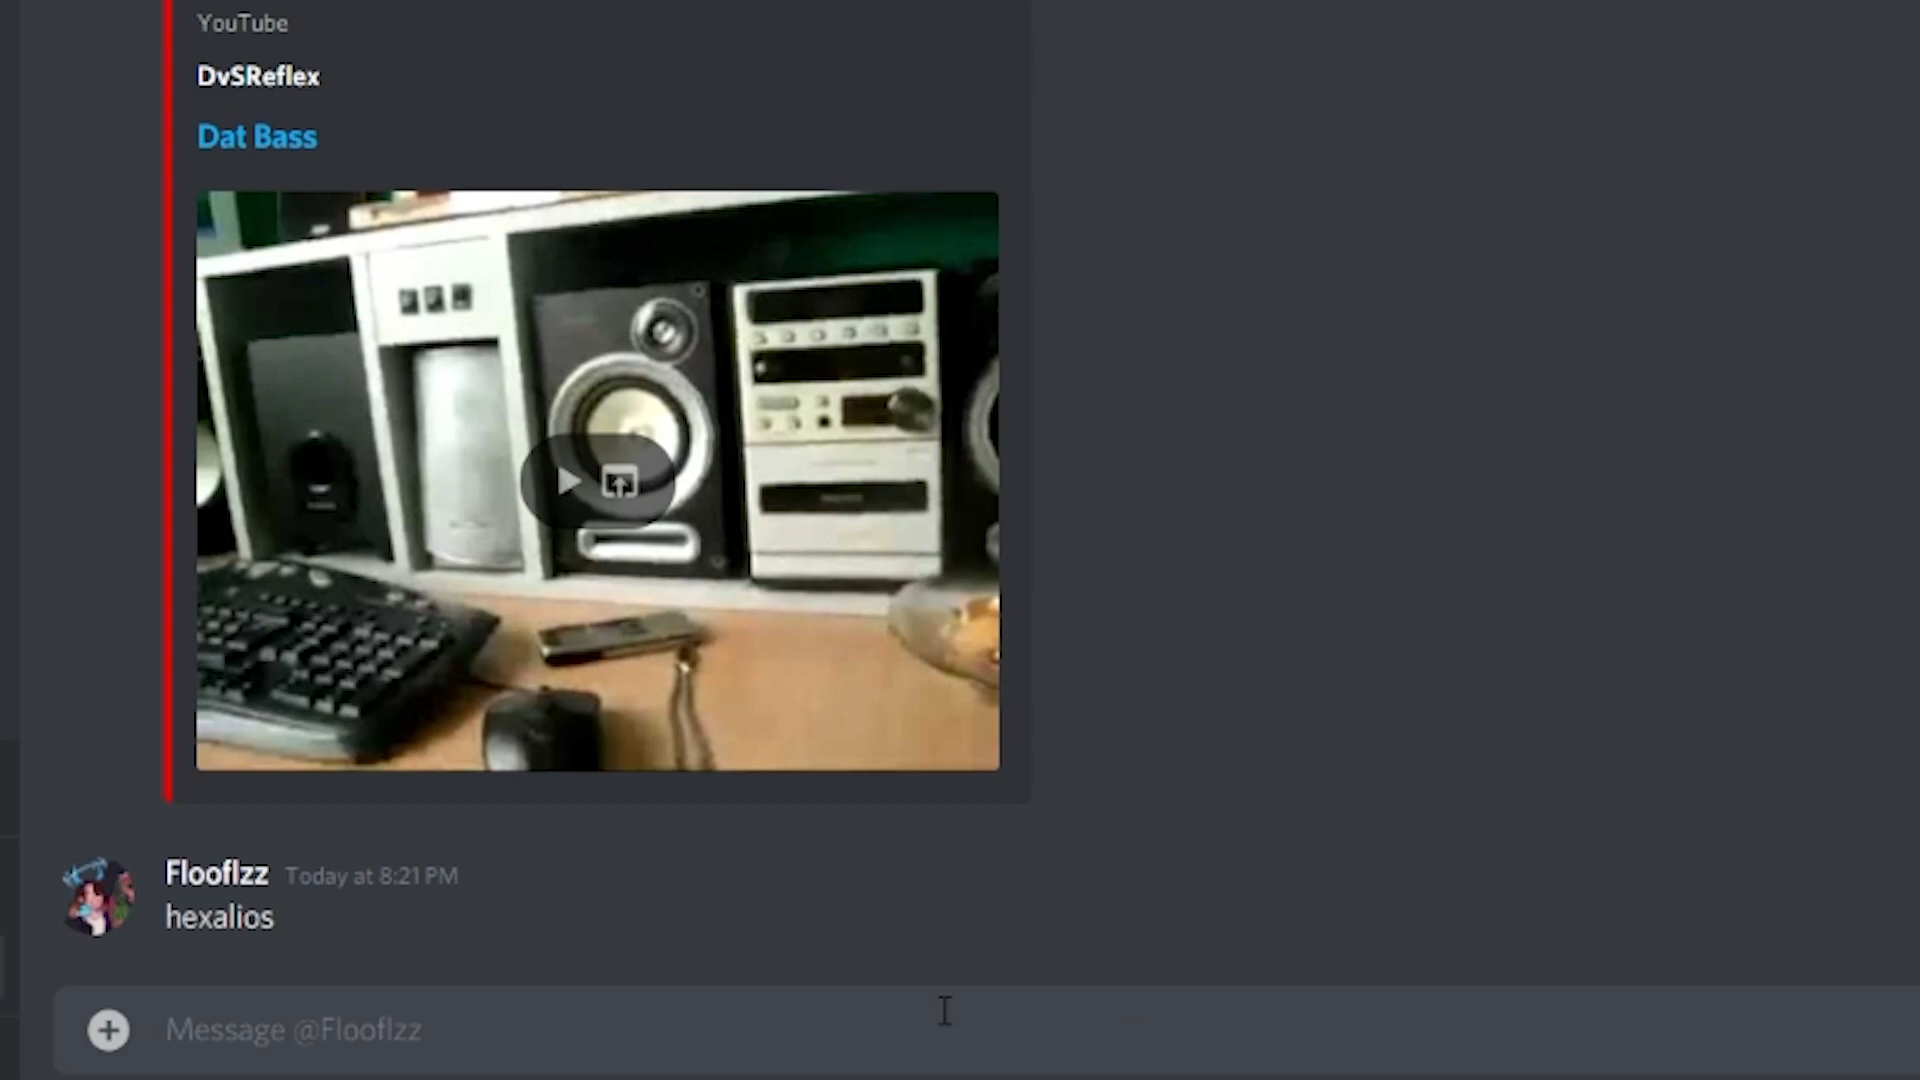 YouTube
DvSReflex
Dat Bass
Flooflzz Today at 8:21 PM
hexalios
Message @Flooflzz